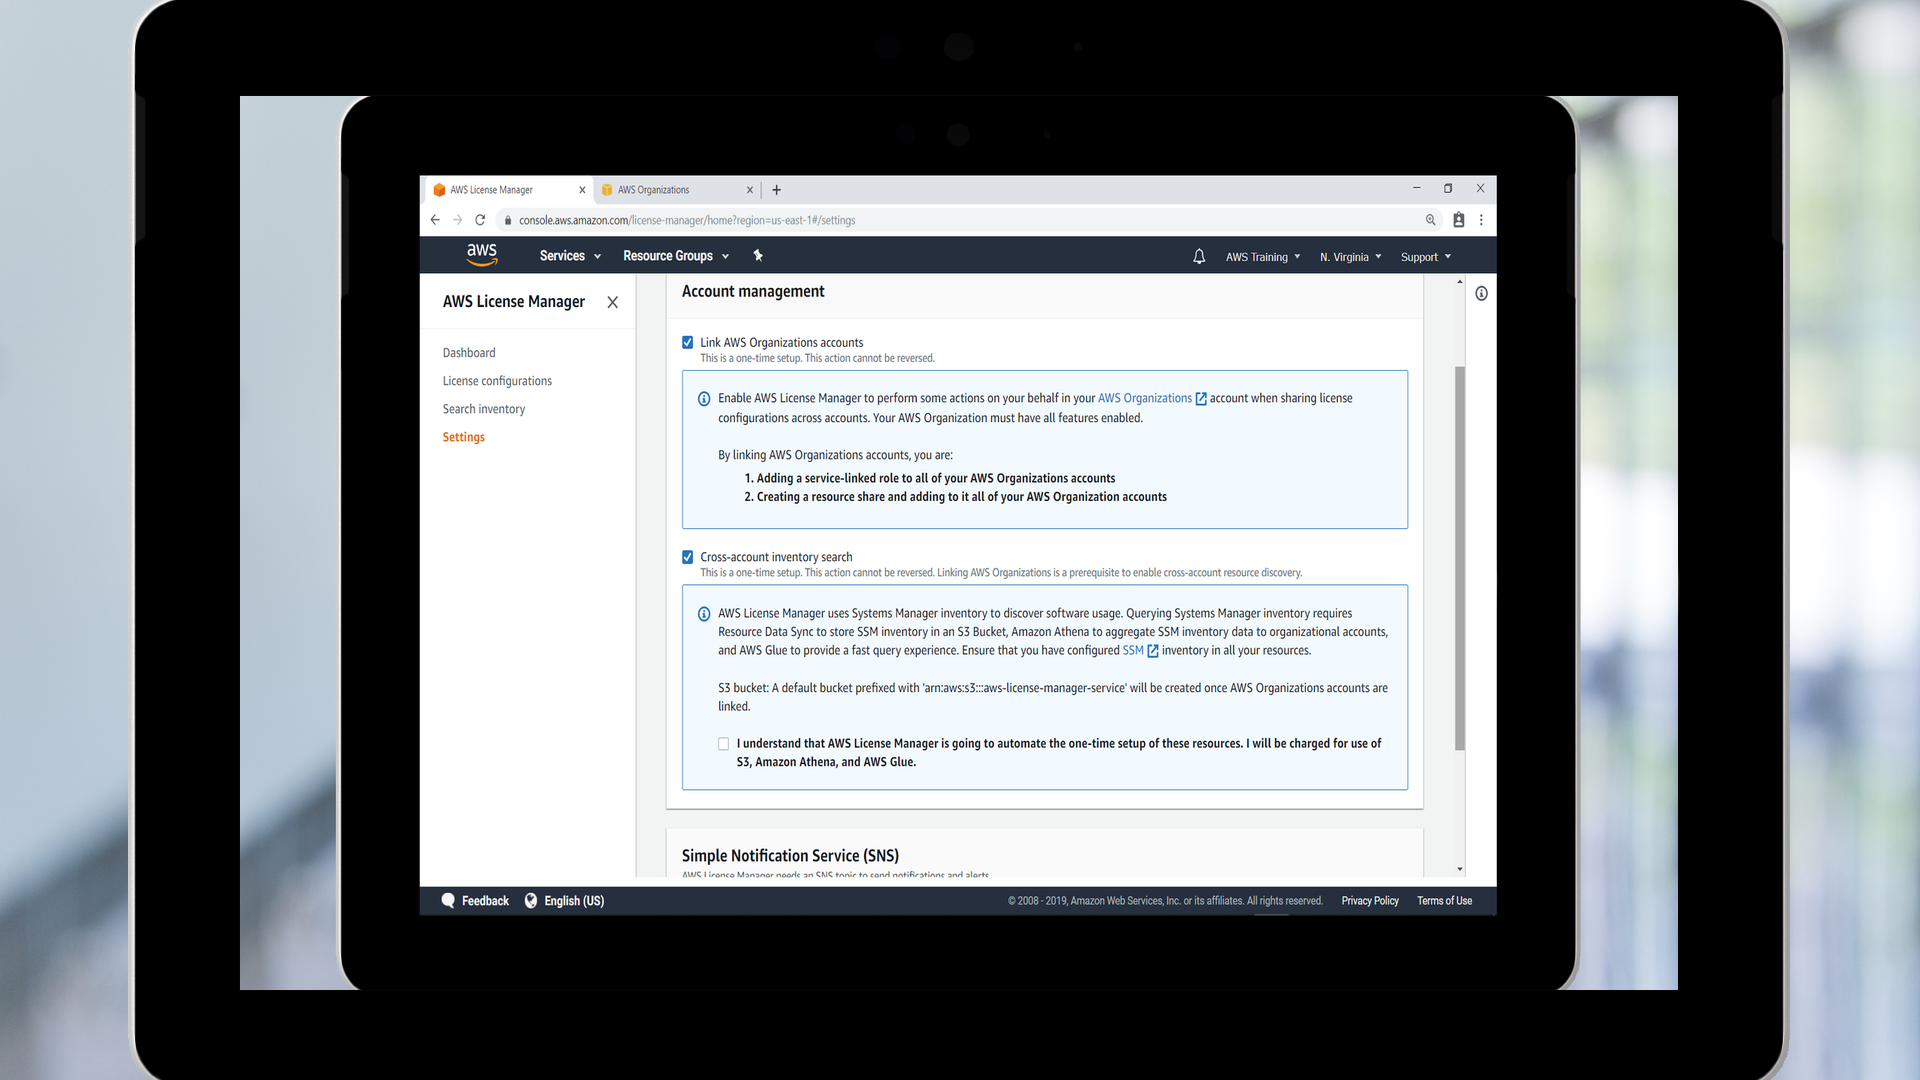 AWS License Manager
AWS Organizations
console.aws.amazon.com/license-manager/home?region=us-east-1#/settings
aws
Services
Resource Groups
AWS Training
N. Virginia
Support
AWS License Manager
Dashboard
License configurations
Search inventory
Settings
Account management
Link AWS Organizations accounts
This is a one-time setup. This action cannot be reversed.
Enable AWS License Manager to perform some actions on your behalf in your AWS Organizations account when sharing license
configurations across accounts. Your AWS Organization must have all features enabled.
By linking AWS Organizations accounts, you are:
1. Adding a service-linked role to all of your AWS Organizations accounts
2. Creating a resource share and adding to it all of your AWS Organization accounts
Cross-account inventory search
This is a one-time setup. This action cannot be reversed. Linking AWS Organizations is a prerequisite to enable cross-account resource discovery.
AWS License Manager uses Systems Manager inventory to discover software usage. Querying Systems Manager inventory requires
Resource Data Sync to store SSM inventory in an S3 Bucket, Amazon Athena to aggregate SSM inventory data to organizational accounts,
and AWS Glue to provide a fast query experience. Ensure that you have configured SSM inventory in all your resources.
S3 bucket: A default bucket prefixed with 'arn:aws:s3:::aws-license-manager-service' will be created once AWS Organizations accounts are
linked.
I understand that AWS License Manager is going to automate the one-time setup of these resources. I will be charged for use of
S3, Amazon Athena, and AWS Glue.
Simple Notification Service (SNS)
AWS License Manager needs an SNS topic to send notifications and alerts
Feedback
English (US)
© 2008 - 2019, Amazon Web Services, Inc. or its affiliates. All rights reserved.
Privacy Policy
Terms of Use